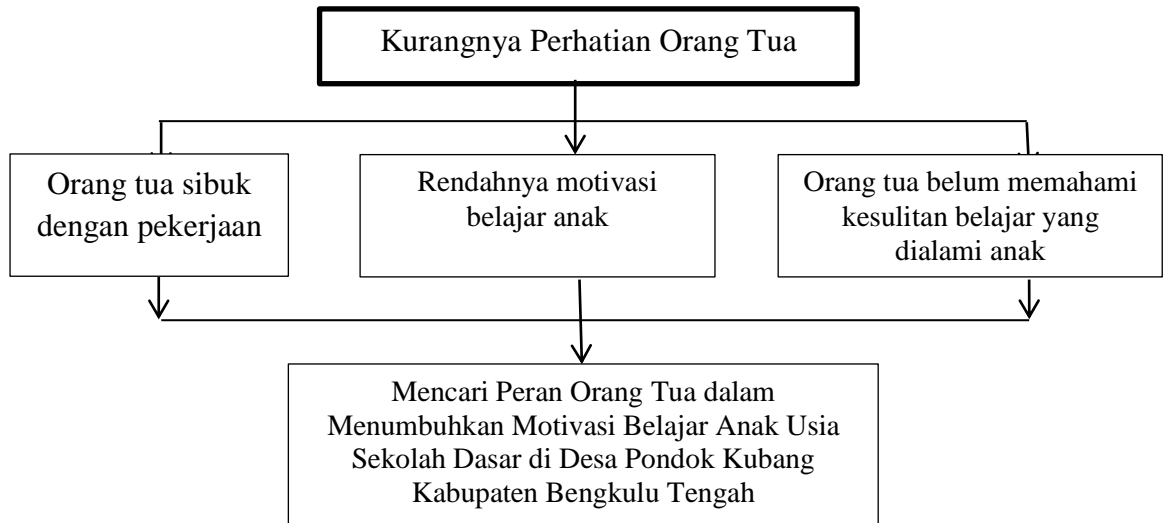 Kurangnya Perhatian Orang Tua
Orang tua sibuk
dengan pekerjaan
Rendahnya motivasi
belajar anak
Orang tua belum memahami
kesulitan belajar yang
dialami anak
Mencari Peran Orang Tua dalam
Menumbuhkan Motivasi Belajar Anak Usia
Sekolah Dasar di Desa Pondok Kubang
Kabupaten Bengkulu Tengah